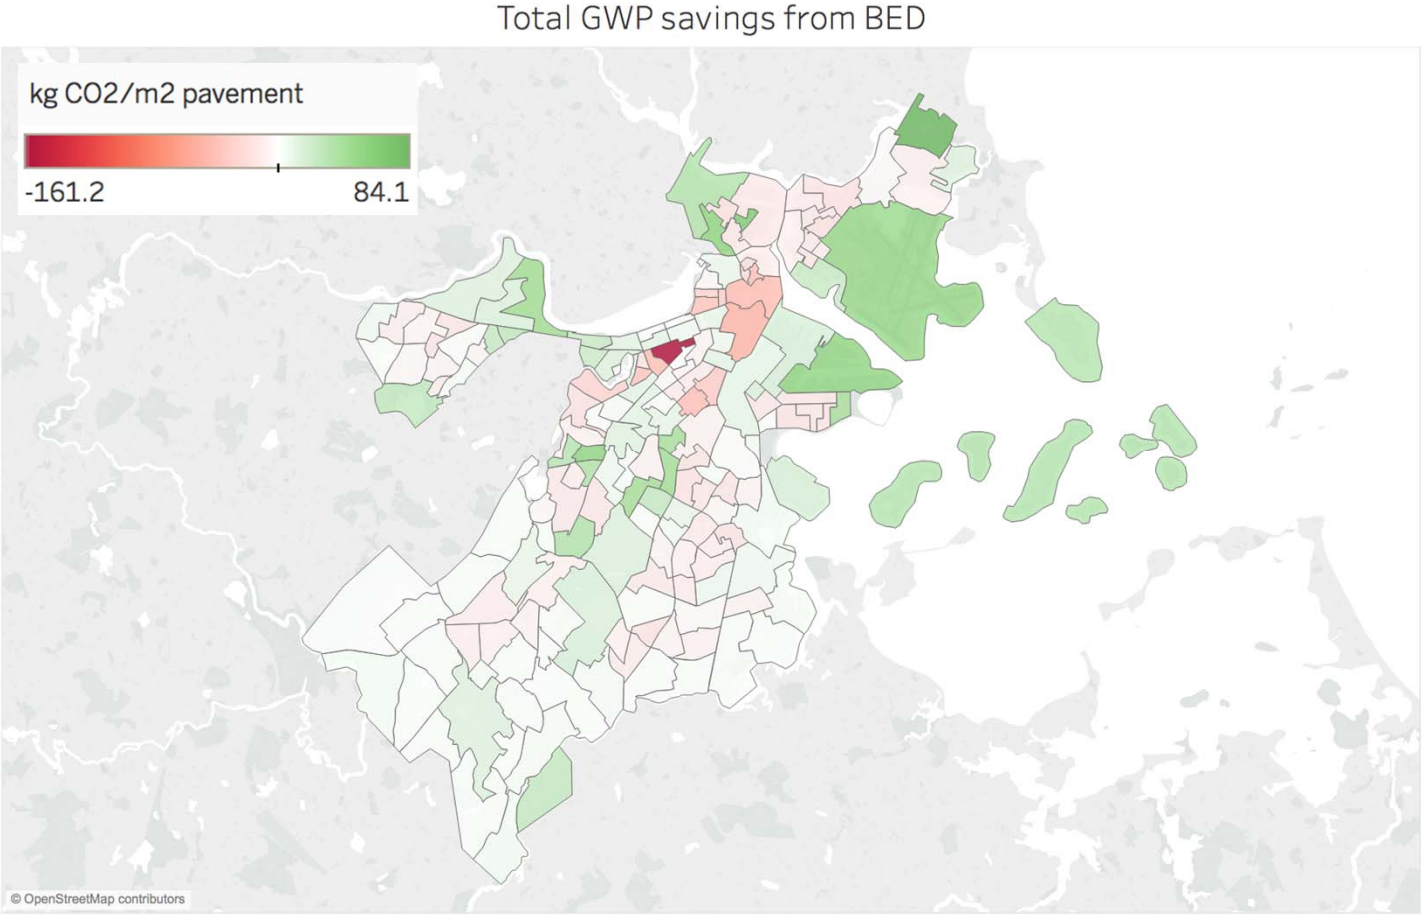 Total GWP savings from BED
kg CO2/m2 pavement
-161.2
84.1
© OpenStreetMap contributors